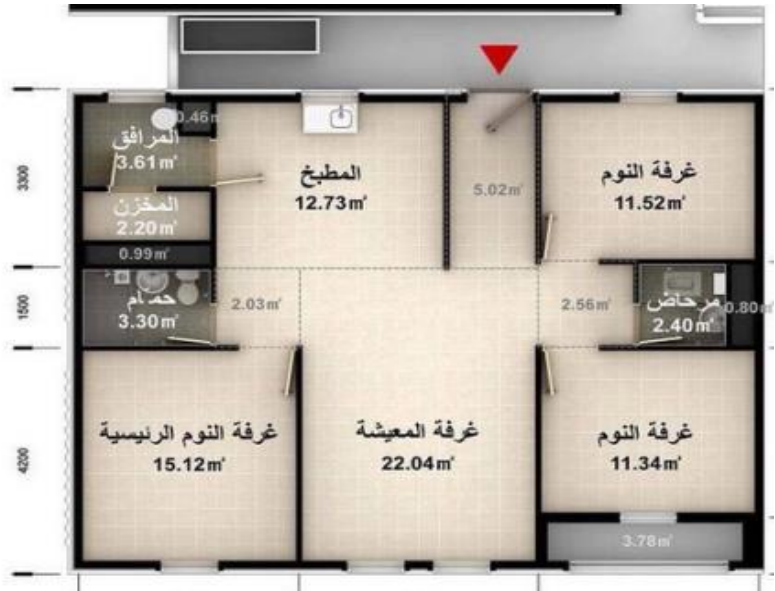 0.46㎡
المرافق
3.61㎡
المطبخ
12.73㎡
5.02㎡
غرفة النوم
11.52㎡
3300
المخزن
2.20㎡
0.99㎡
1500
حمام
3.30㎡
2.03㎡
2.56㎡
مرحاض
2.40㎡
0.80㎡
4200
غرفة النوم الرئيسية
15.12㎡
غرفة المعيشة
22.04㎡
غرفة النوم
11.34㎡
3.78㎡